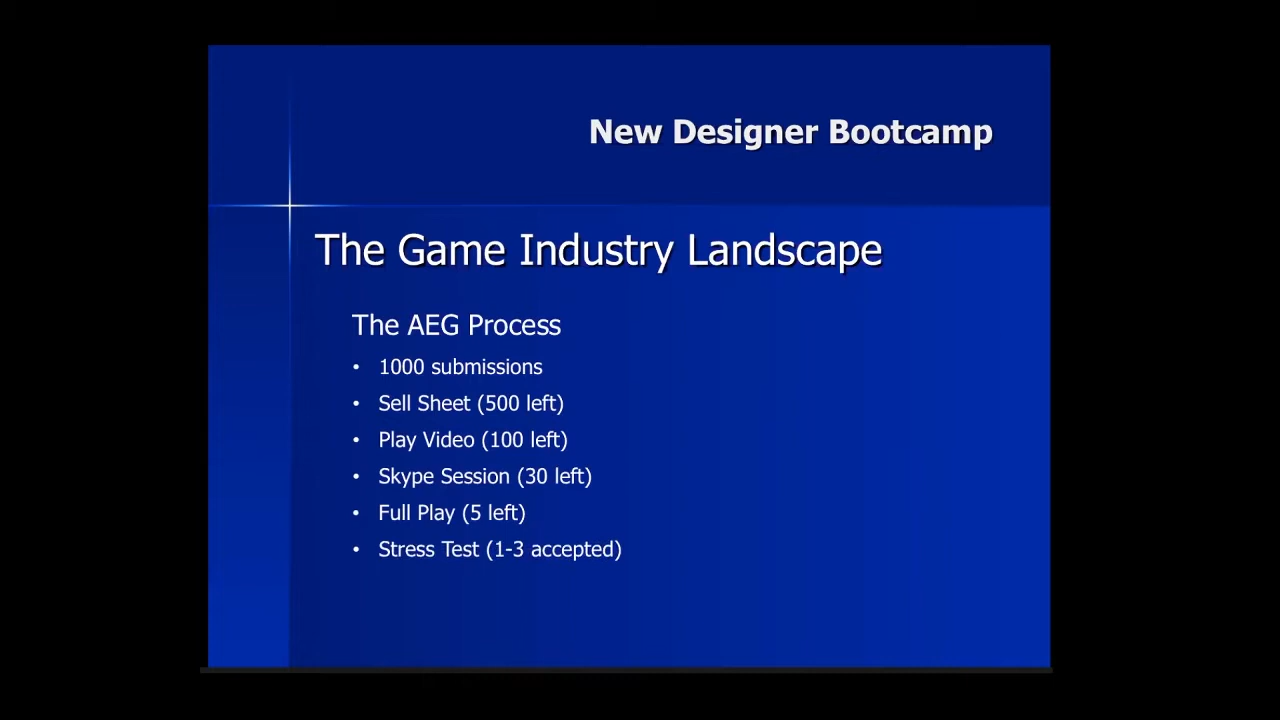 New Designer Bootcamp
The Game Industry Landscape
The AEG Process
• 1000 submissions
• Sell Sheet (500 left)
• Play Video (100 left)
• Skype Session (30 left)
• Full Play (5 left)
• Stress Test (1-3 accepted)